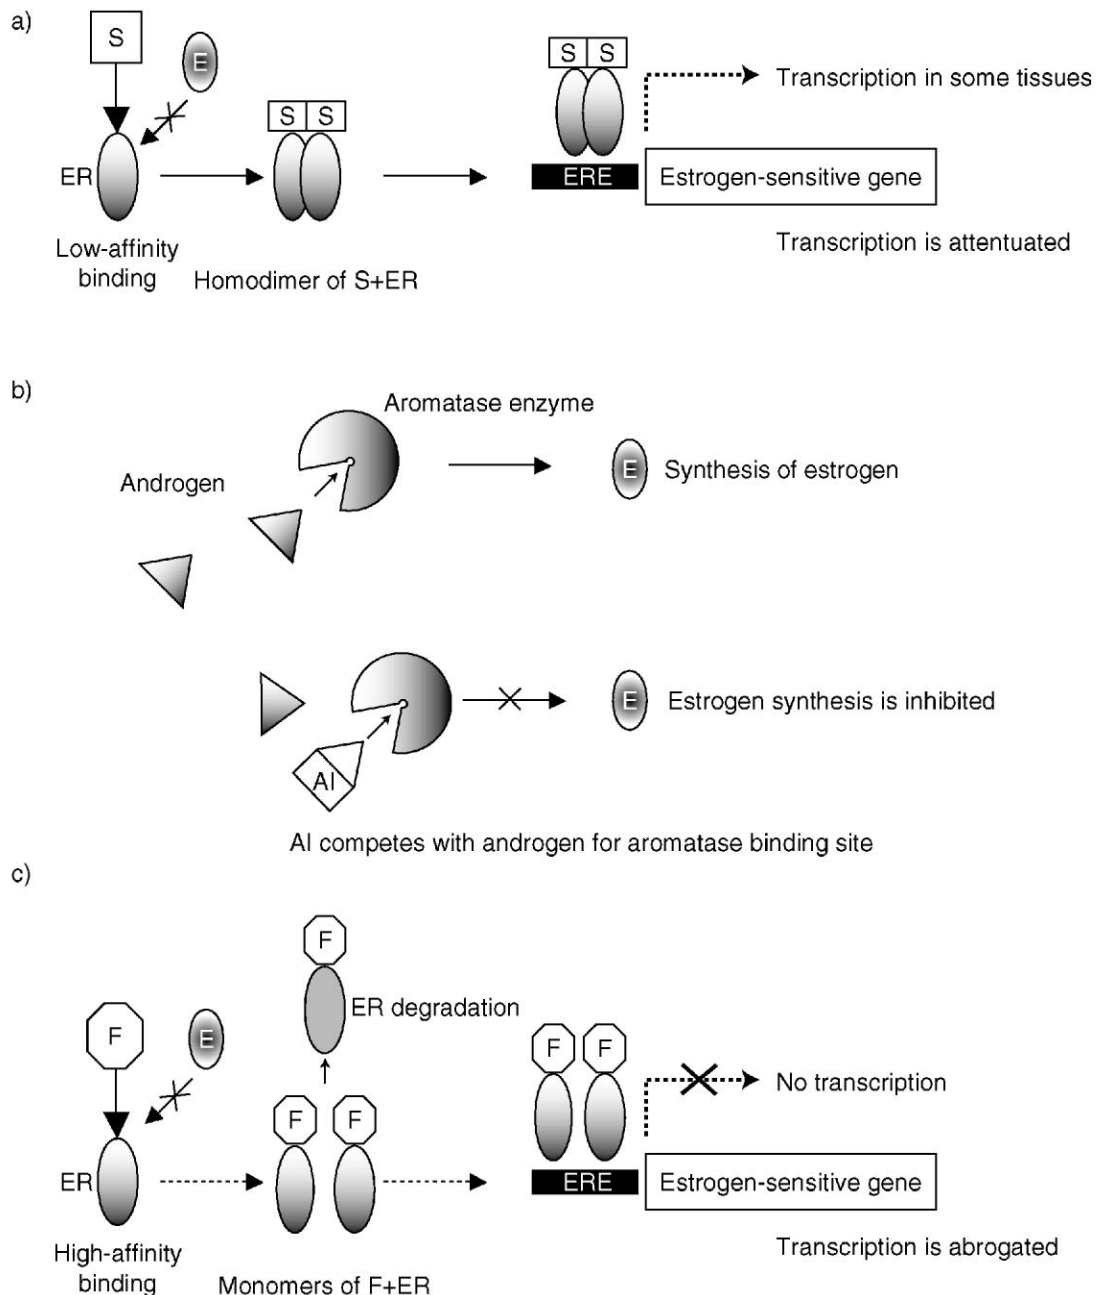 a)
S
E
S S
S S
Transcription in some tissues
ER
ERE
Estrogen-sensitive gene
Low-affinity
binding
Homodimer of S+ER
Transcription is attentuated
b)
Aromatase enzyme
Androgen
E
Synthesis of estrogen
E
Estrogen synthesis is inhibited
AI
AI competes with androgen for aromatase binding site
c)
F
ER degradation
F
E
F F
F F
No transcription
ER
ERE
Estrogen-sensitive gene
High-affinity
binding
Monomers of F+ER
Transcription is abrogated